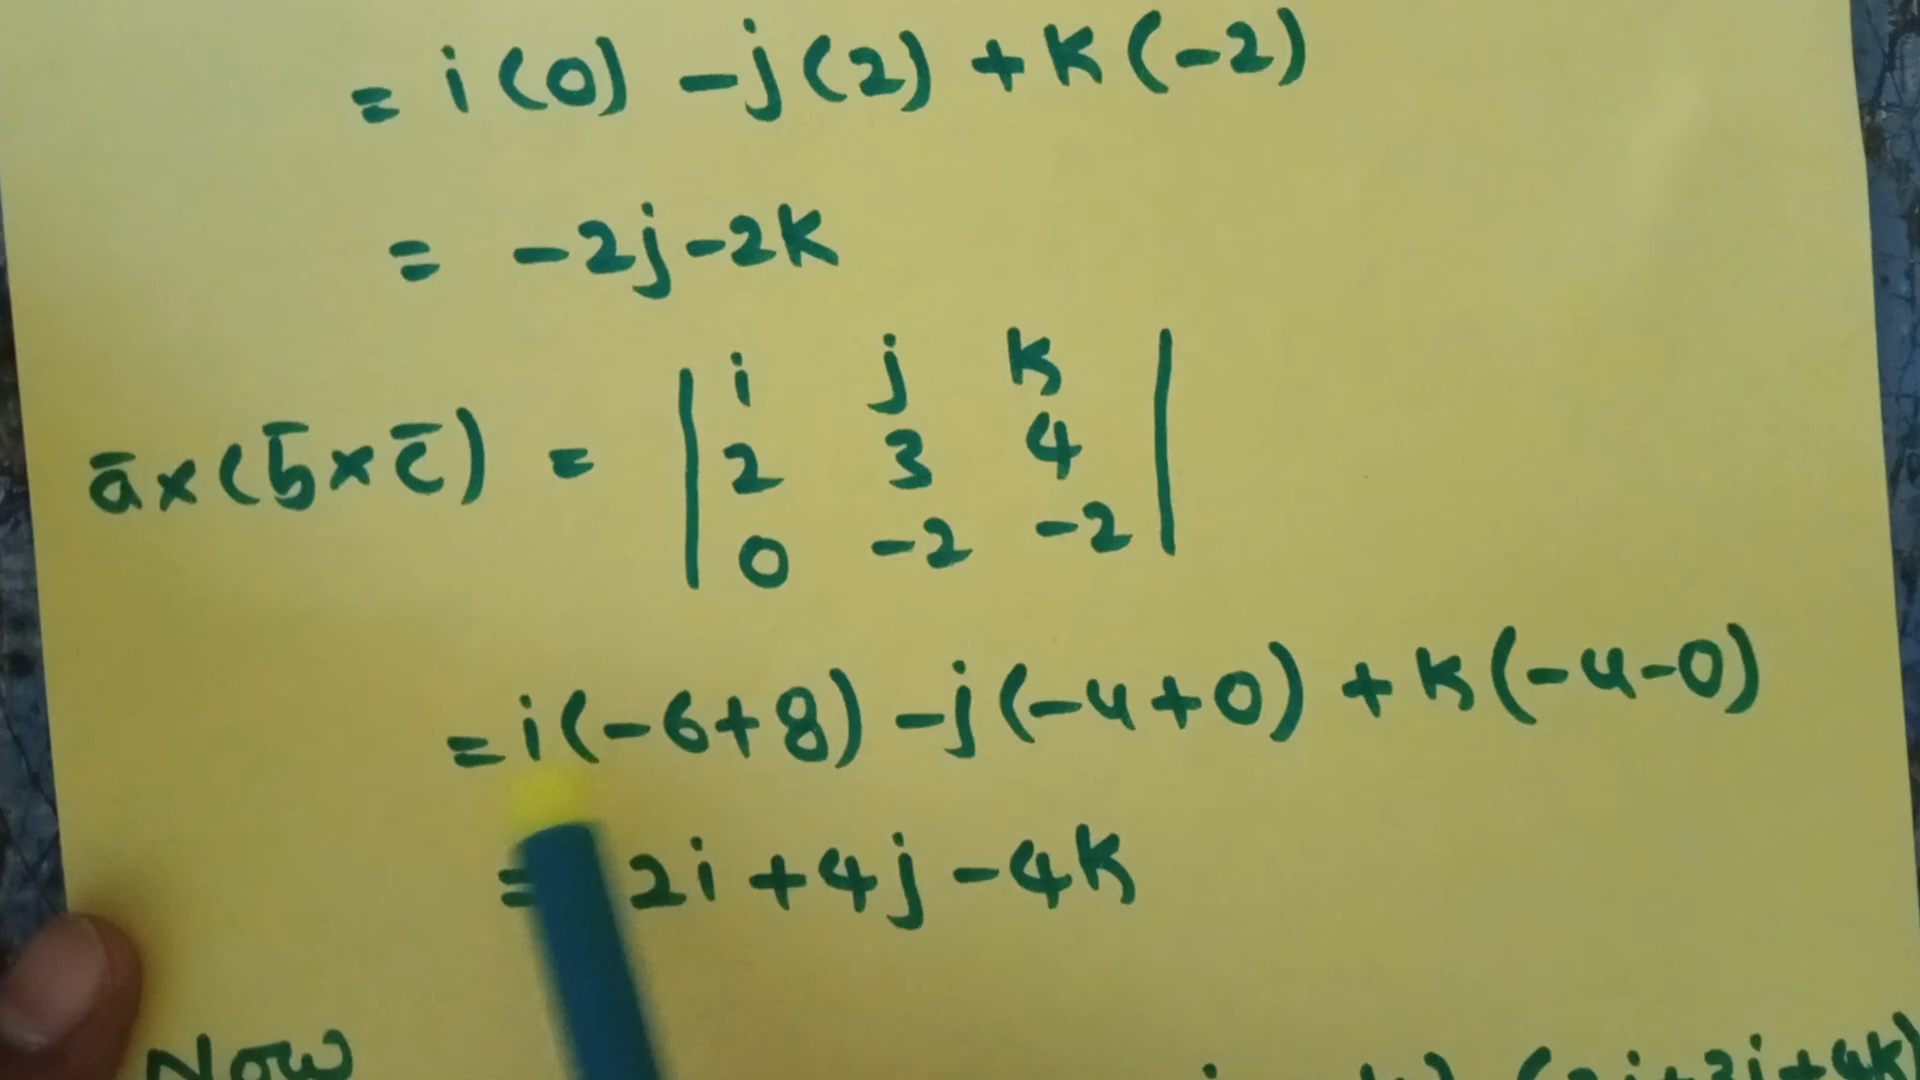 = i(0) -j(2) +k(-2)
= -2j-2k
i j k
ā×(b̄×c̄) = 2 3 4
0 -2 -2
=i(-6+8) -j(-4+0) +k(-4-0)
= 2i+4j-4k
Now